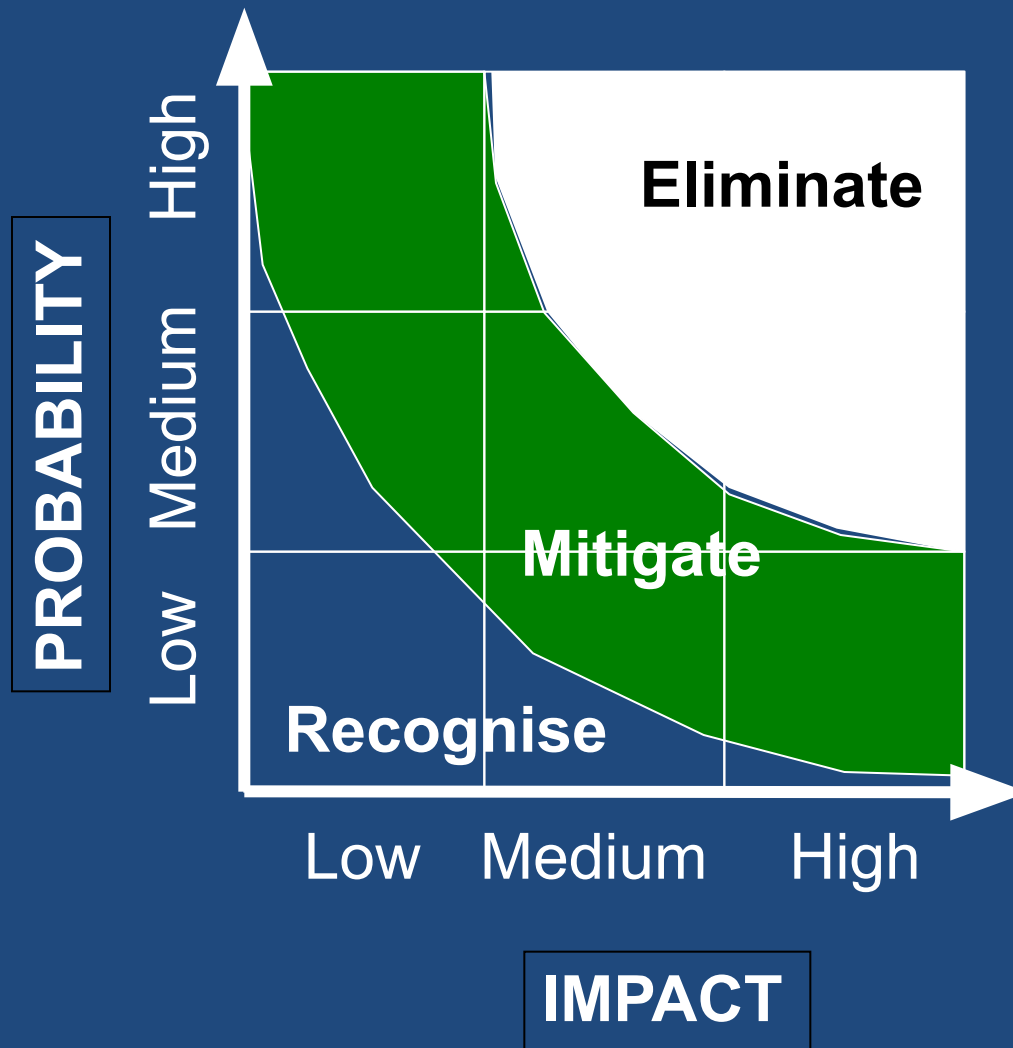 PROBABILITY
High
Medium
Low
Eliminate
Mitigate
Recognise
Low Medium High
IMPACT